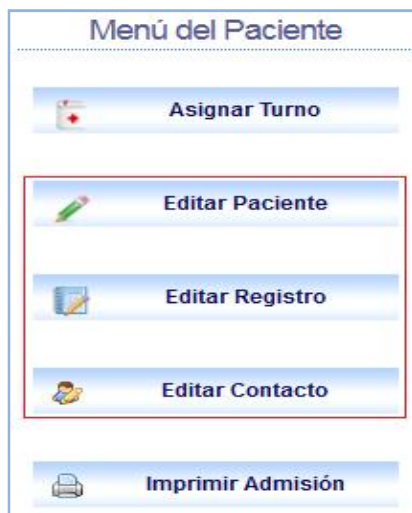 Menú del Paciente
Asignar Turno
Editar Paciente
Editar Registro
Editar Contacto
Imprimir Admisión